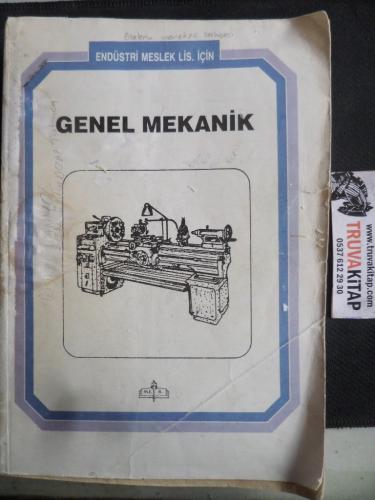 ENDÜSTRİ MESLEK LİS. İÇİN
GENEL MEKANİK
M.E. B.
TRUVAKiTAP
www.truvakitap.com
0537 612 29 30